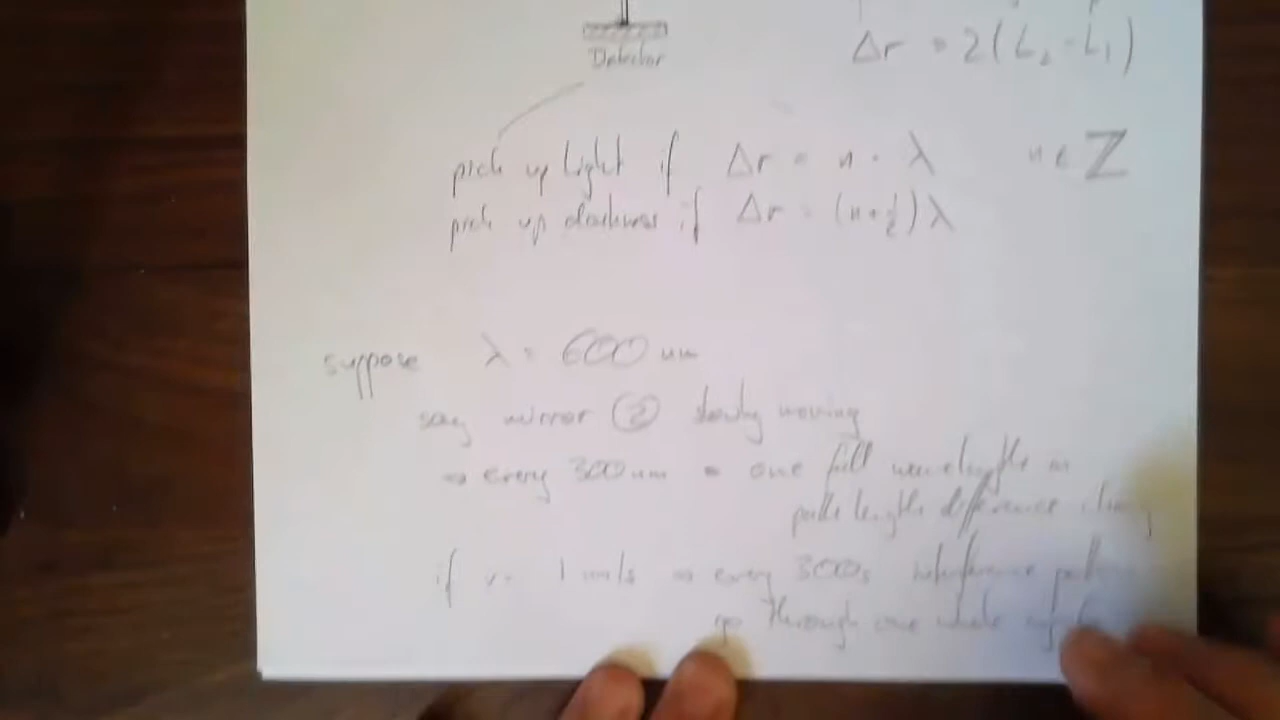 Detector
Δr = 2(L₂ - L₁)
pick up light if Δr = n · λ n ∈ ℤ
pick up darkness if Δr = (n+½)λ
suppose λ = 600 nm
say mirror ② slowly moving
⇒ every 300 nm = one full wavelength in
path length difference
if v = 1 nm/s ⇒ every 300s interference
go through one whole